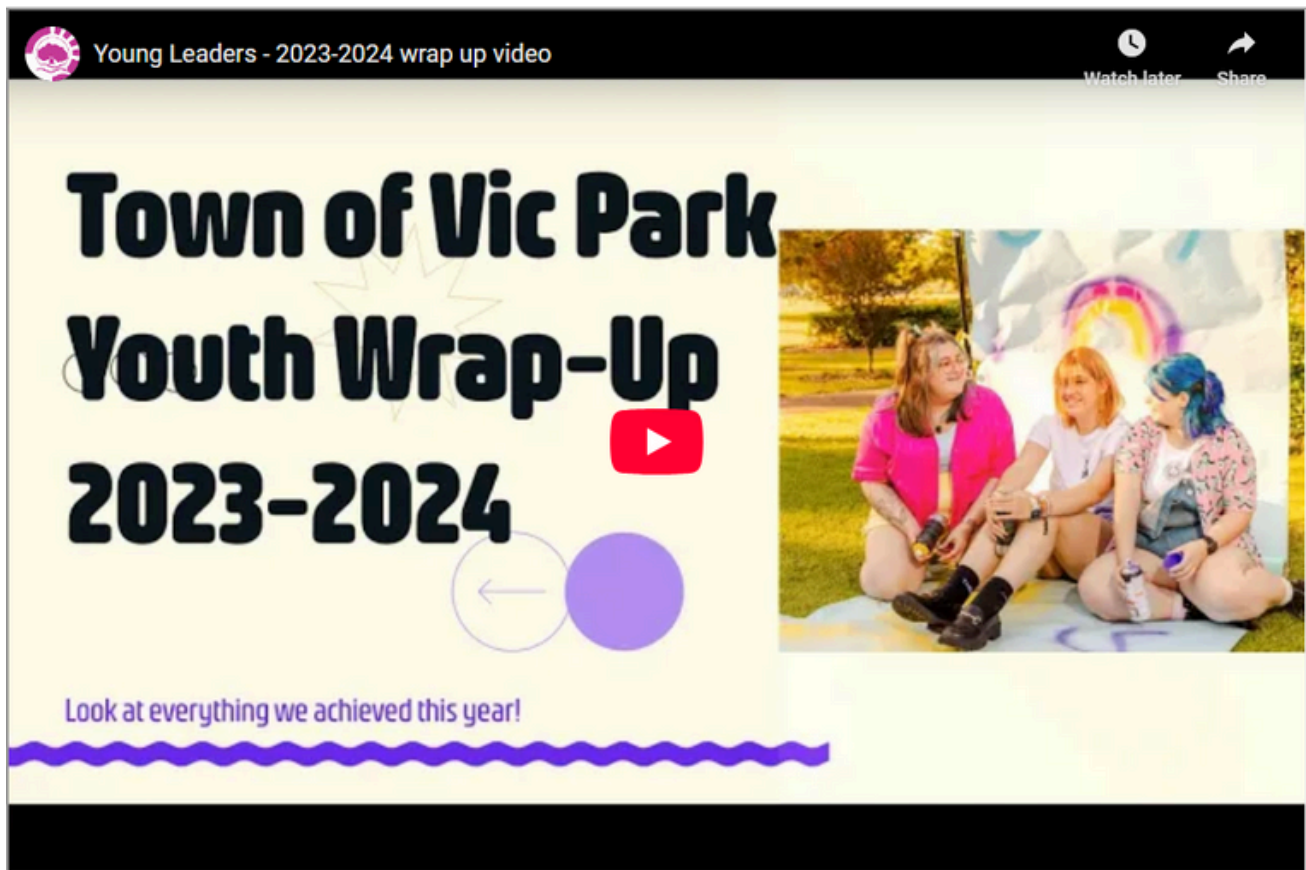 Young Leaders - 2023-2024 wrap up video
Watch later
Share
Town of Vic Park
Youth Wrap-Up
2023-2024
Look at everything we achieved this year!